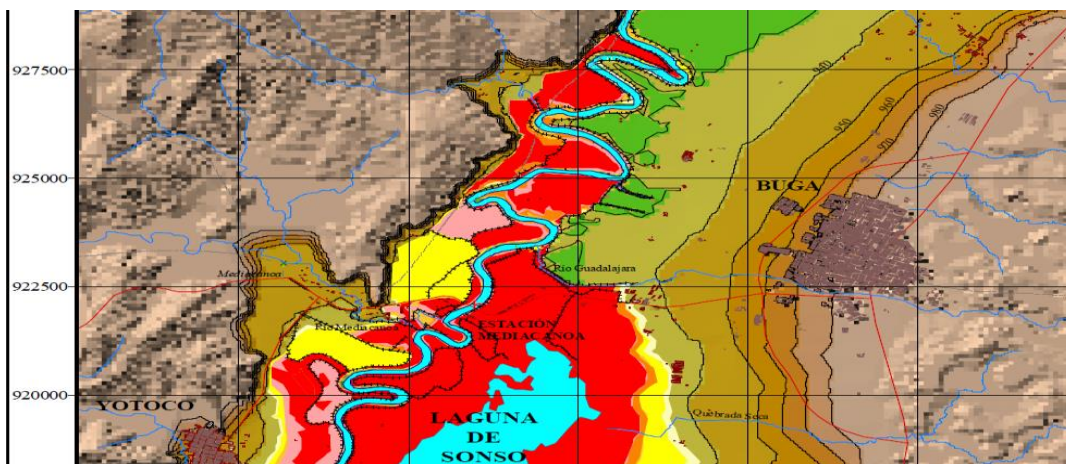 927500
940
950
960
970
980
925000
BUGA
Río Guadalajara
Mediacanoa
922500
Río Mediacanoa
ESTACIÓN
MEDIACANOA
920000
YOTOCO
LAGUNA
DE
SONSO
Quebrada Seca